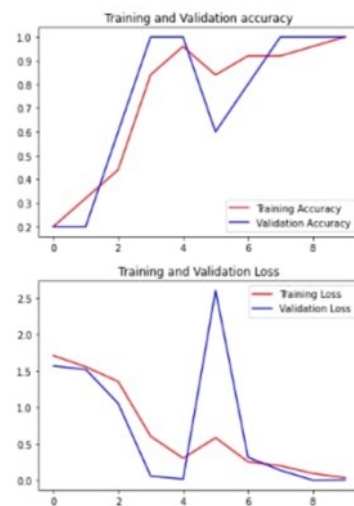 Training and Validation accuracy
1.0
0.9
0.8
0.7
0.6
0.5
0.4
0.3
0.2
Training Accuracy
Validation Accuracy
0 2 4 6 8
Training and Validation Loss
Training Loss
Validation Loss
2.5
2.0
1.5
1.0
0.5
0.0
0 2 4 6 8